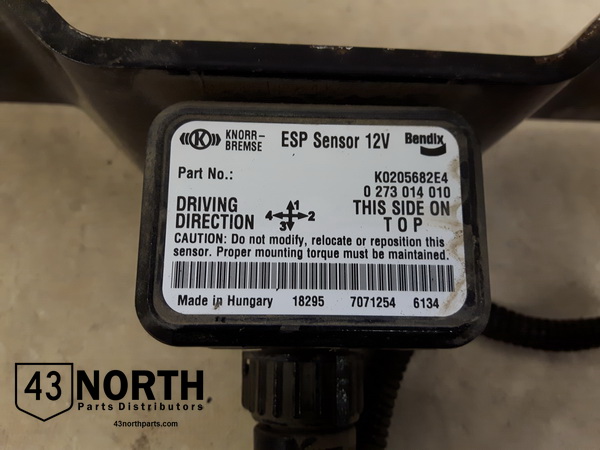 KNORR-
BREMSE
ESP Sensor 12V
Bendix
Part No.:
K0205682E4
0 273 014 010
DRIVING
DIRECTION
1
4 2
3
THIS SIDE ON
TOP
CAUTION: Do not modify, relocate or reposition this
sensor. Proper mounting torque must be maintained.
Made in Hungary 18295 7071254 6134
43 NORTH
Parts Distributors
43northparts.com